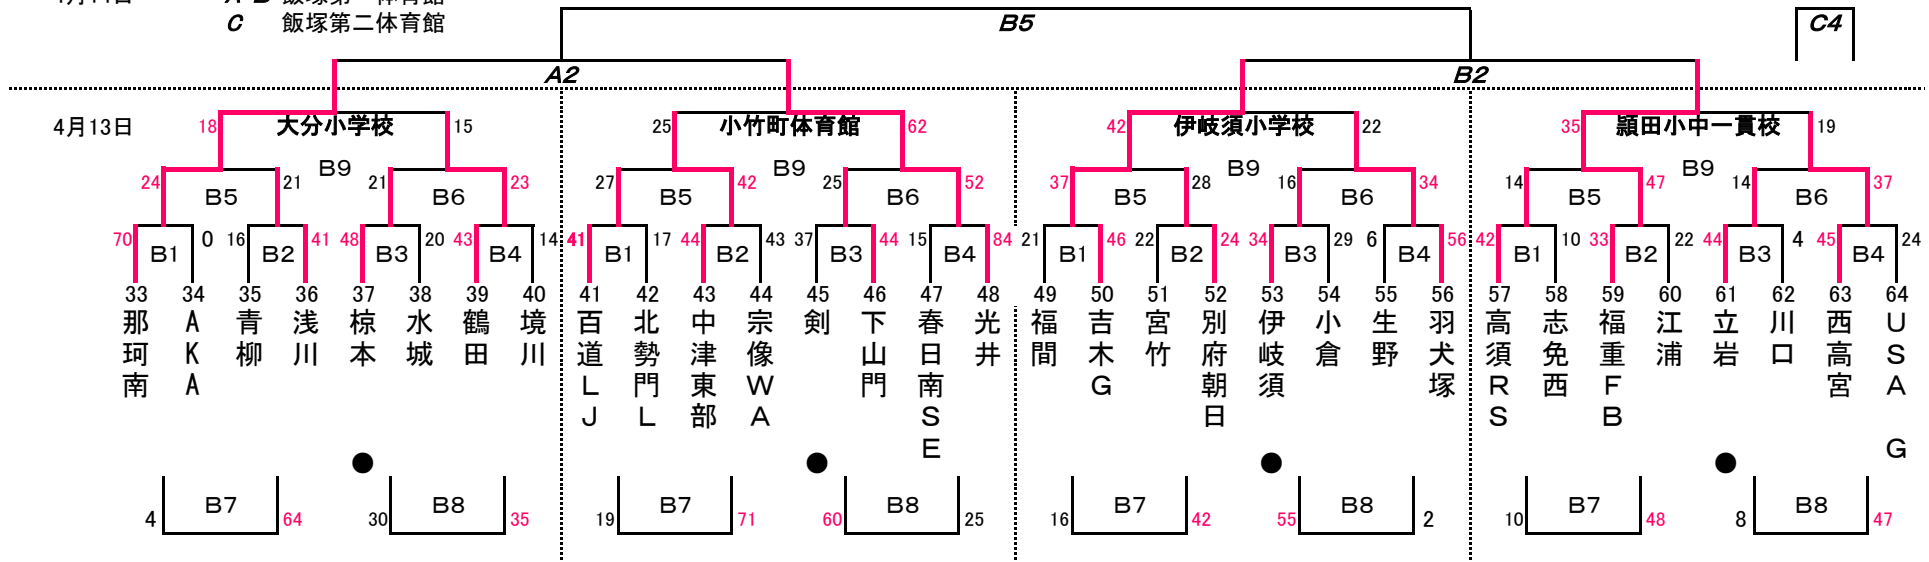 C 飯塚第二体育館
B5
C4
A2
B2
4月13日
18 大分小学校 15
25 小竹町体育館 62
42 伊岐須小学校 22
35 頴田小中一貫校 19
B9 B9 B9 B9
24 B5 21 21 B6 23
27 B5 42 25 B6 52
37 B5 28 16 B6 34
14 B5 47 14 B6 37
70 B1 0 16 B2 41 48 B3 20 43 B4 14
41 B1 17 44 B2 43 37 B3 44 15 B4 84
21 B1 46 22 B2 24 34 B3 29 6 B4 56
42 B1 10 33 B2 22 44 B3 4 45 B4 24
33 那珂南
34 AKA
35 青柳
36 浅川
37 椋本
38 水城
39 鶴田
40 境川
41 百道LJ
42 北勢門L
43 中津東部
44 宗像WA
45 剣
46 下山門
47 春日南SE
48 光井
49 福間
50 吉木G
51 宮竹
52 別府朝日
53 伊岐須
54 小倉
55 生野
56 羽犬塚
57 高須RS
58 志免西
59 福重FB
60 江浦
61 立岩
62 川口
63 西高宮
64 USA G
4 B7 64
30 B8 35
19 B7 71
60 B8 25
16 B7 42
55 B8 2
10 B7 48
8 B8 47